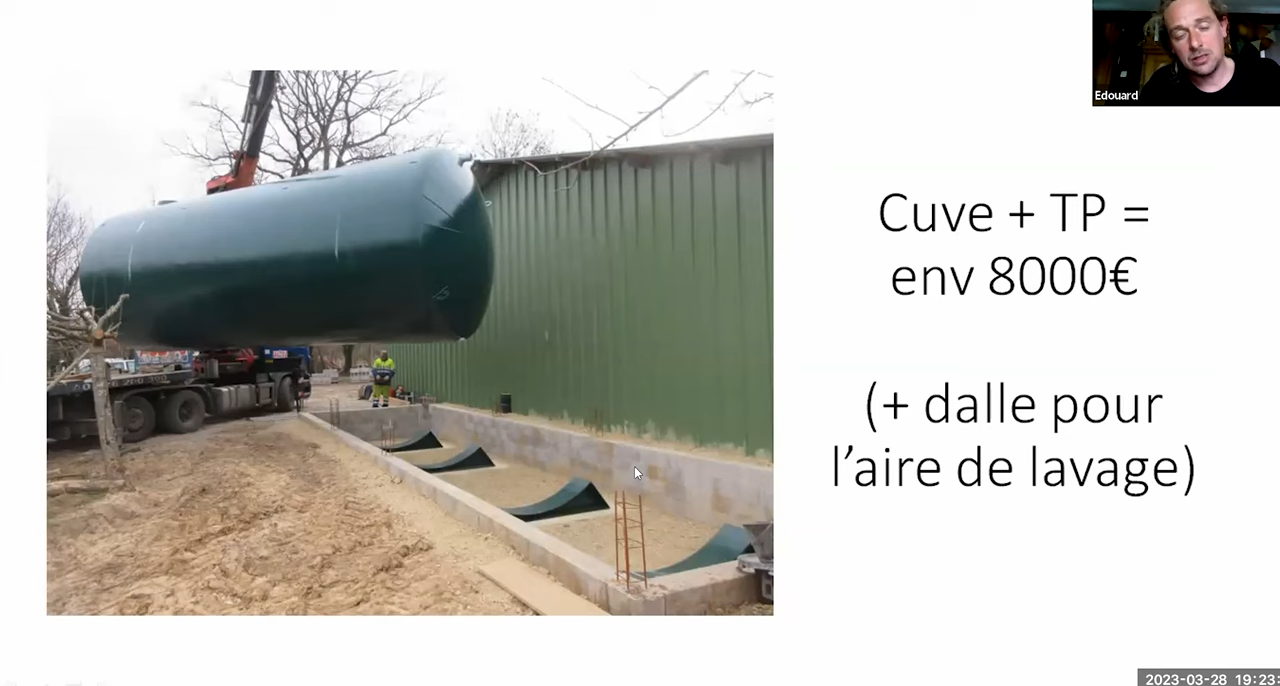 Edouard
Cuve + TP =
env 8000€
(+ dalle pour
l’aire de lavage)
2023-03-28 19:23: